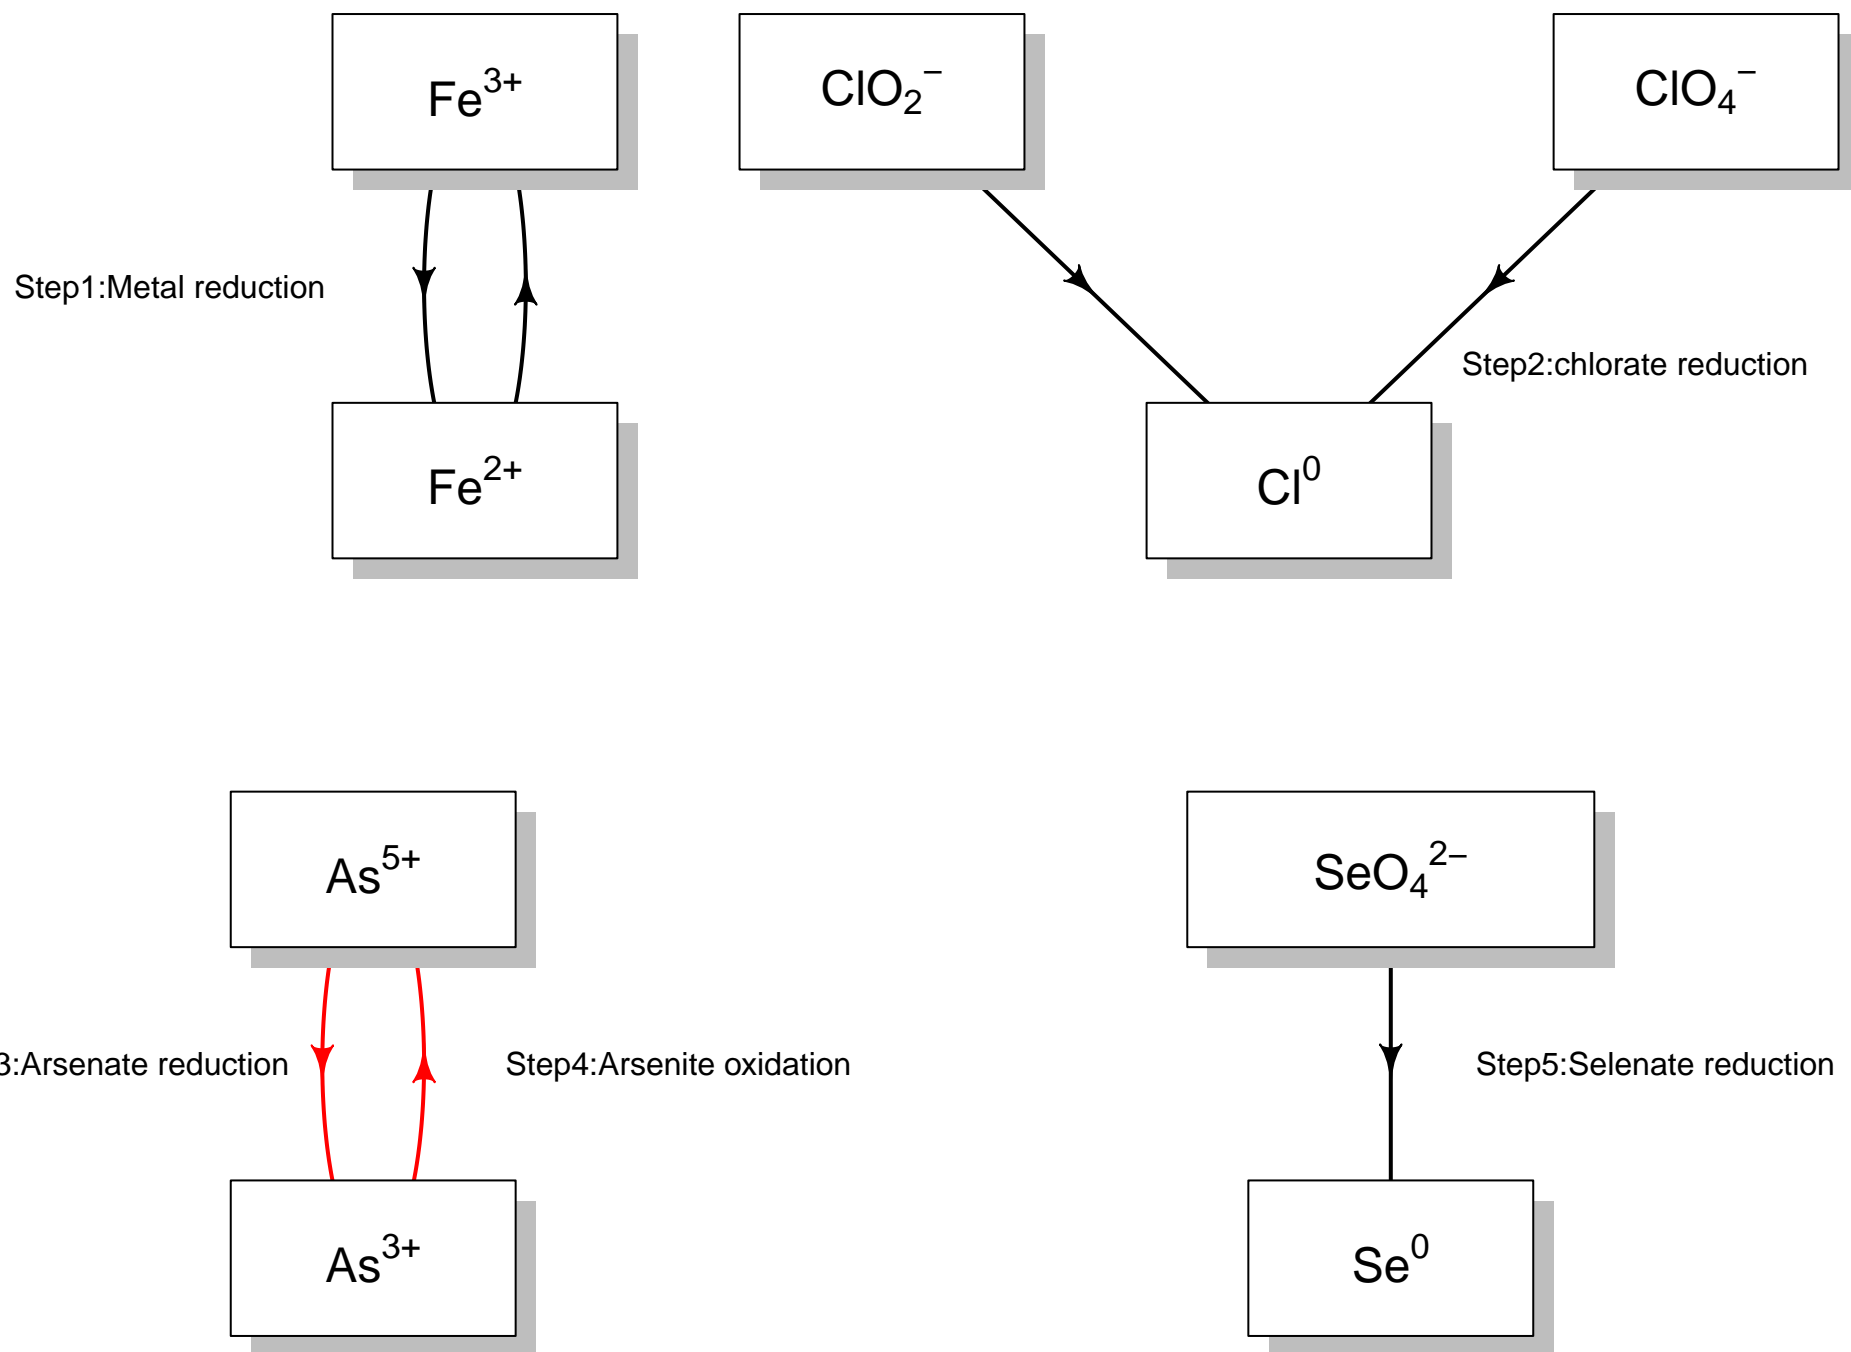 Fe³⁺
ClO₂⁻
ClO₄⁻
Step1:Metal reduction
Step2:chlorate reduction
Fe²⁺
Cl⁰
As⁵⁺
SeO₄²⁻
3:Arsenate reduction
Step4:Arsenite oxidation
Step5:Selenate reduction
As³⁺
Se⁰